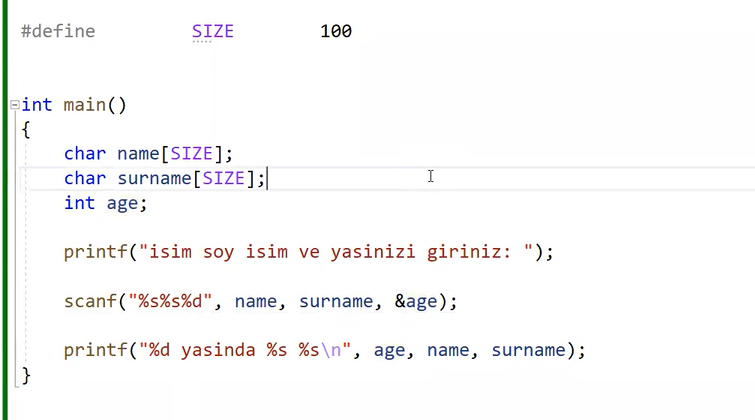 #define SIZE 100
int main()
{
char name[SIZE];
char surname[SIZE];
int age;
printf("isim soy isim ve yasinizi giriniz: ");
scanf("%s%s%d", name, surname, &age);
printf("%d yasinda %s %s\n", age, name, surname);
}